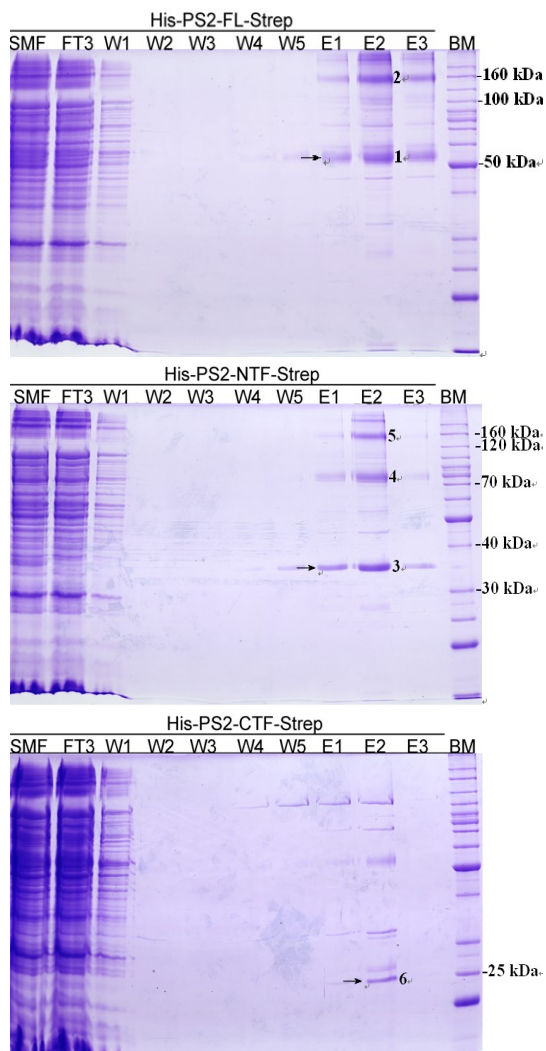 His-PS2-FL-Strep
SMF FT3 W1 W2 W3 W4 W5 E1 E2 E3 BM
2 -160 kDa
-100 kDa
1 -50 kDa
His-PS2-NTF-Strep
SMF FT3 W1 W2 W3 W4 W5 E1 E2 E3 BM
5 -160 kDa
-120 kDa
4 -70 kDa
-40 kDa
3
-30 kDa
His-PS2-CTF-Strep
SMF FT3 W1 W2 W3 W4 W5 E1 E2 E3 BM
-25 kDa
6